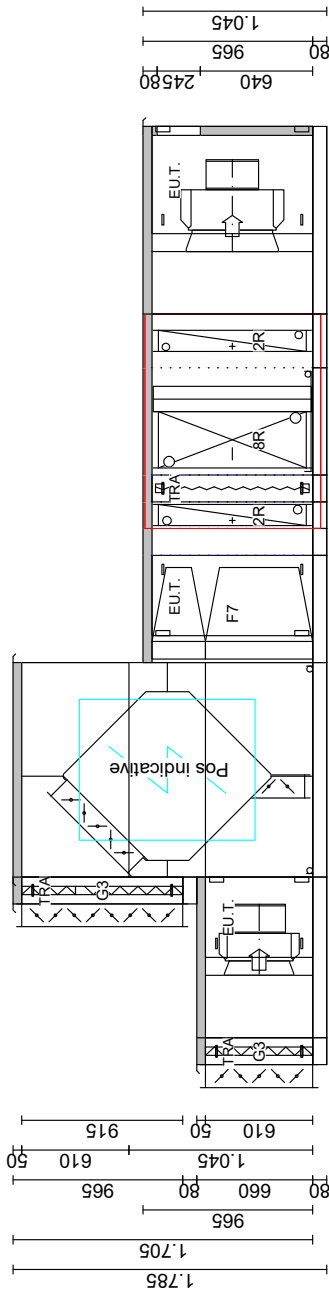 1.045
965
80
80
245
640
EU.T.
2R
8R
TRA
2R
EU.T.
F7
Pos indicative
TRA
G3
EU.T.
TRA
G3
915
50
610
50
610
1.045
965
80
660
80
965
1.705
1.785